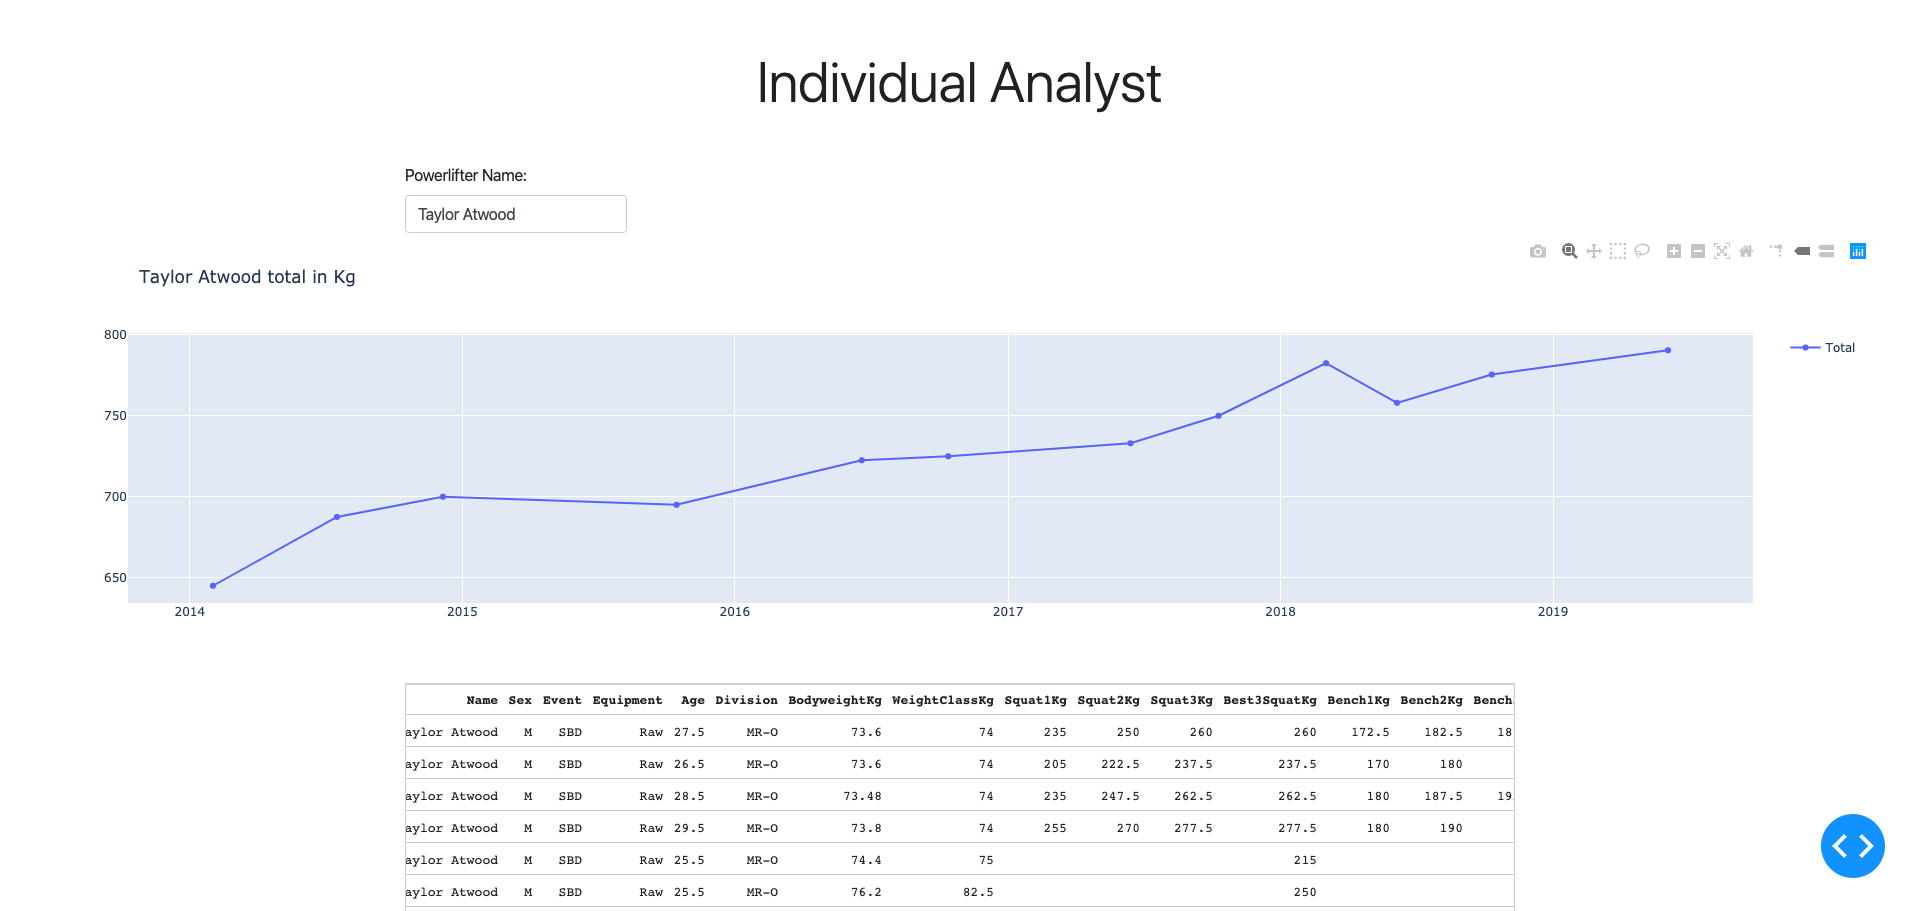 Individual Analyst
Powerlifter Name:
Taylor Atwood
Taylor Atwood total in Kg
800
750
700
650
Total
2014 2015 2016 2017 2018 2019
Name Sex Event Equipment Age Division BodyweightKg WeightClassKg Squat1Kg Squat2Kg Squat3Kg Best3SquatKg Bench1Kg Bench2Kg Bench
aylor Atwood M SBD Raw 27.5 MR-O 73.6 74 235 250 260 260 172.5 182.5 18
aylor Atwood M SBD Raw 26.5 MR-O 73.6 74 205 222.5 237.5 237.5 170 180
aylor Atwood M SBD Raw 28.5 MR-O 73.48 74 235 247.5 262.5 262.5 180 187.5 19
aylor Atwood M SBD Raw 29.5 MR-O 73.8 74 255 270 277.5 277.5 180 190
aylor Atwood M SBD Raw 25.5 MR-O 74.4 75 215
aylor Atwood M SBD Raw 25.5 MR-O 76.2 82.5 250